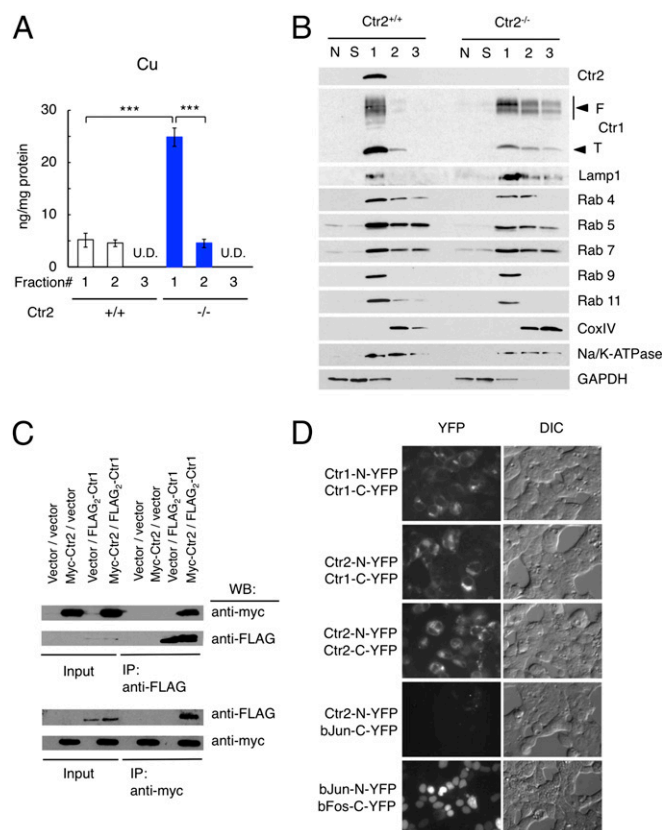 A
Cu
ng/mg protein
30
20
10
0
***
***
U.D.
U.D.
Fraction#
1 2 3 1 2 3
Ctr2
+/+ -/-
B
Ctr2+/+ Ctr2-/-
N S 1 2 3 N S 1 2 3
Ctr2
F
Ctr1
T
Lamp1
Rab 4
Rab 5
Rab 7
Rab 9
Rab 11
CoxIV
Na/K-ATPase
GAPDH
C
Vector / vector
Myc-Ctr2 / vector
Vector / FLAG2-Ctr1
Myc-Ctr2 / FLAG2-Ctr1
Vector / vector
Myc-Ctr2 / vector
Vector / FLAG2-Ctr1
Myc-Ctr2 / FLAG2-Ctr1
WB:
anti-myc
anti-FLAG
Input
IP:
anti-FLAG
anti-FLAG
anti-myc
Input
IP:
anti-myc
D
YFP DIC
Ctr1-N-YFP
Ctr1-C-YFP
Ctr2-N-YFP
Ctr1-C-YFP
Ctr2-N-YFP
Ctr2-C-YFP
Ctr2-N-YFP
bJun-C-YFP
bJun-N-YFP
bFos-C-YFP